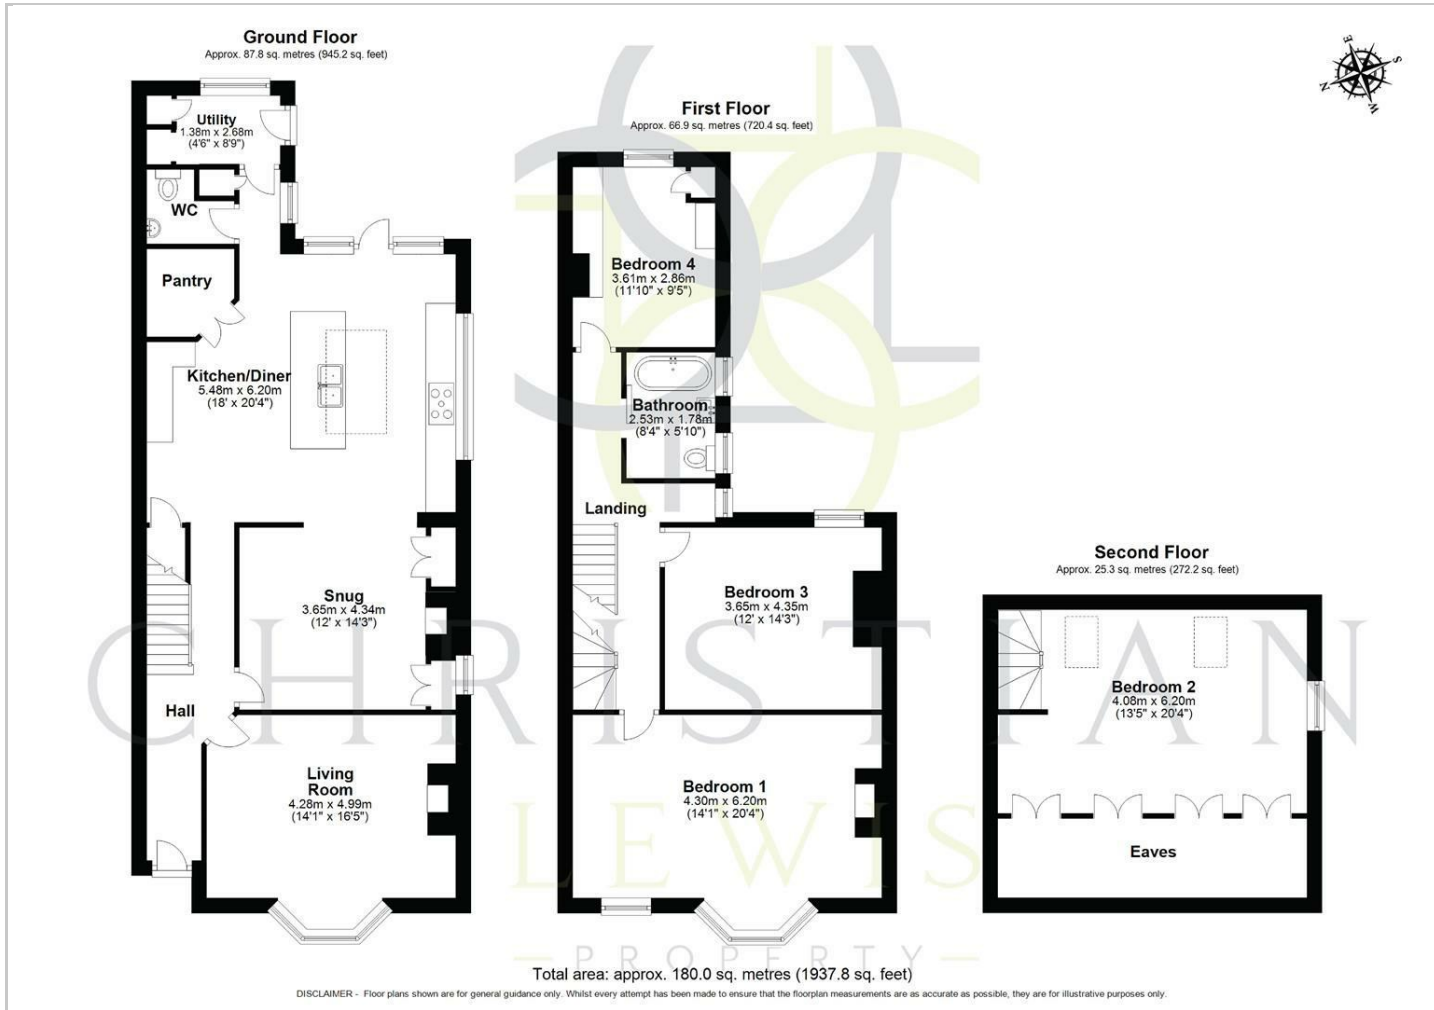 Ground Floor
Approx. 87.8 sq. metres (945.2 sq. feet)
Utility
1.38m x 2.68m
(4'6" x 8'9")
WC
Pantry
Kitchen/Diner
5.48m x 6.20m
(18' x 20'4")
Snug
3.65m x 4.34m
(12' x 14'3")
Hall
Living
Room
4.28m x 4.99m
(14'1" x 16'5")
First Floor
Approx. 66.9 sq. metres (720.4 sq. feet)
Bedroom 4
3.61m x 2.86m
(11'10" x 9'5")
Bathroom
2.53m x 1.78m
(8'4" x 5'10")
Landing
Bedroom 3
3.65m x 4.35m
(12' x 14'3")
Bedroom 1
4.30m x 6.20m
(14'1" x 20'4")
Second Floor
Approx. 25.3 sq. metres (272.2 sq. feet)
Bedroom 2
4.08m x 6.20m
(13'5" x 20'4")
Eaves
N
E
S
W
CHRISTIAN
LEWIS
PROPERTY
Total area: approx. 180.0 sq. metres (1937.8 sq. feet)
DISCLAIMER - Floor plans shown are for general guidance only. Whilst every attempt has been made to ensure that the floorplan measurements are as accurate as possible, they are for illustrative purposes only.